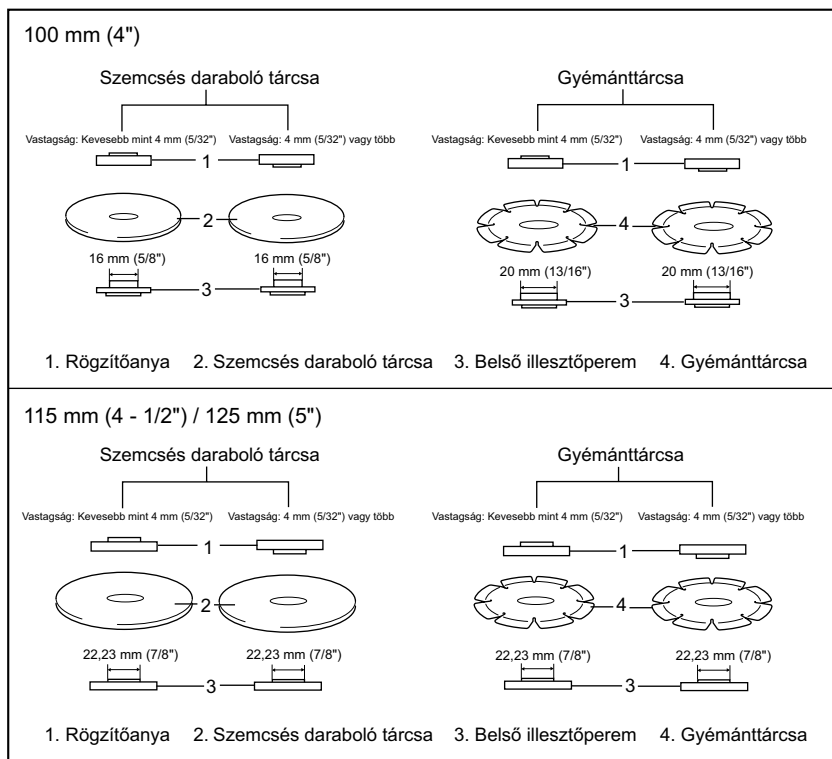 100 mm (4")
Szemcsés daraboló tárcsa Gyémánttárcsa
Vastagság: Kevesebb mint 4 mm (5/32") Vastagság: 4 mm (5/32") vagy több Vastagság: Kevesebb mint 4 mm (5/32") Vastagság: 4 mm (5/32") vagy több
1 1
2 4
16 mm (5/8") 16 mm (5/8") 20 mm (13/16") 20 mm (13/16")
3 3
1. Rögzítőanya 2. Szemcsés daraboló tárcsa 3. Belső illesztőperem 4. Gyémánttárcsa
115 mm (4 - 1/2") / 125 mm (5")
Szemcsés daraboló tárcsa Gyémánttárcsa
Vastagság: Kevesebb mint 4 mm (5/32") Vastagság: 4 mm (5/32") vagy több Vastagság: Kevesebb mint 4 mm (5/32") Vastagság: 4 mm (5/32") vagy több
1 1
2 4
22,23 mm (7/8") 22,23 mm (7/8") 22,23 mm (7/8") 22,23 mm (7/8")
3 3
1. Rögzítőanya 2. Szemcsés daraboló tárcsa 3. Belső illesztőperem 4. Gyémánttárcsa